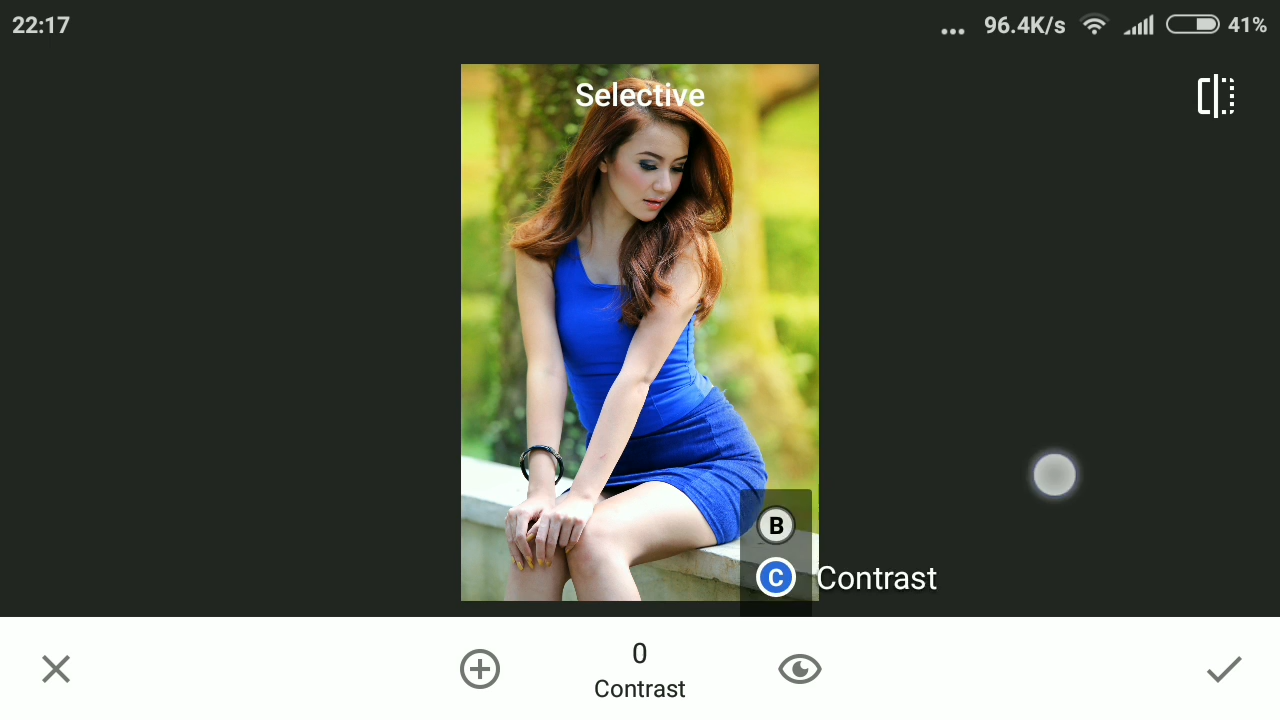 22:17
... 96.4K/s 41%
Selective
B
C Contrast
0
Contrast